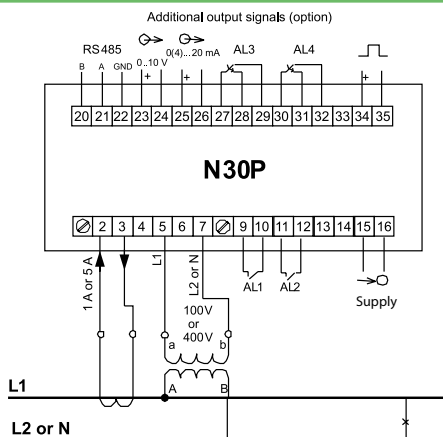 Additional output signals (option)
RS 485
0(4)...20 mA
AL3
AL4
B A GND 0..10 V
+ + +
20 21 22 23 24 25 26 27 28 29 30 31 32 33 34 35
N30P
2 3 4 5 6 7 9 10 11 12 13 14 15 16
1 A or 5 A
L1
L2 or N
AL1
AL2
Supply
100V
or
400V
a b
A B
L1
L2 or N